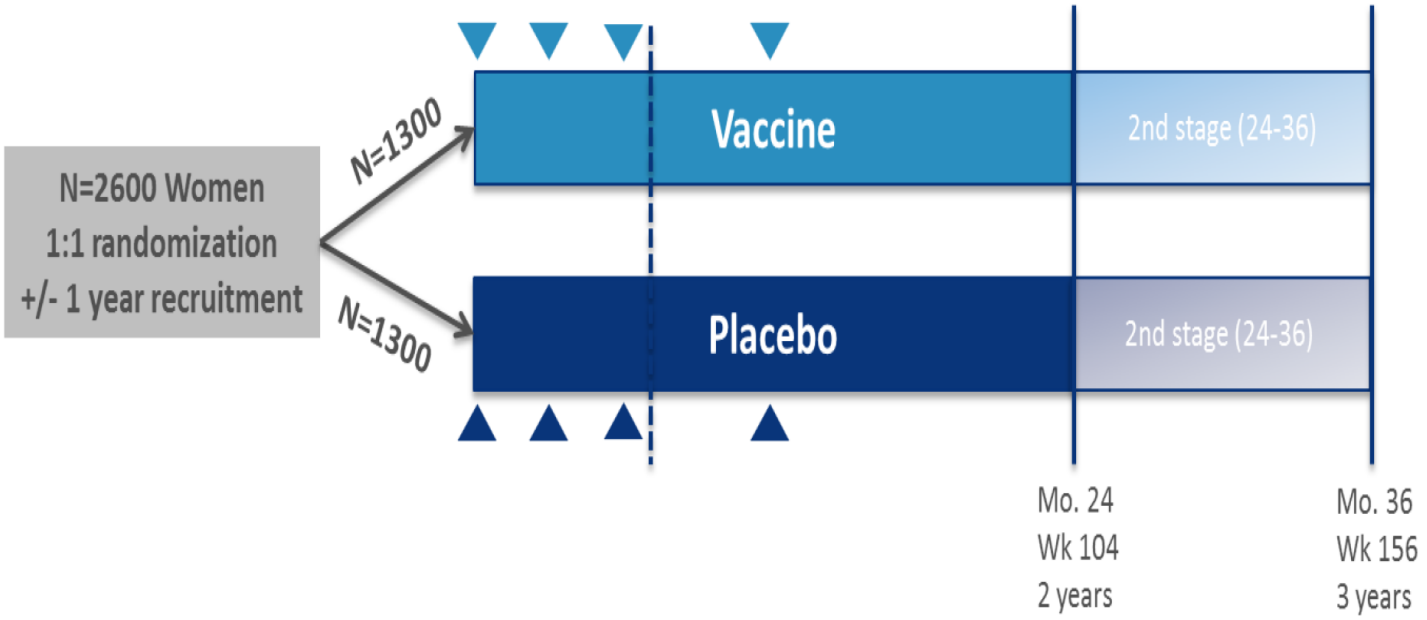 N=2600 Women
1:1 randomization
+/- 1 year recruitment
N=1300
N=1300
Vaccine
2nd stage (24-36)
Placebo
2nd stage (24-36)
Mo. 24
Wk 104
2 years
Mo. 36
Wk 156
3 years